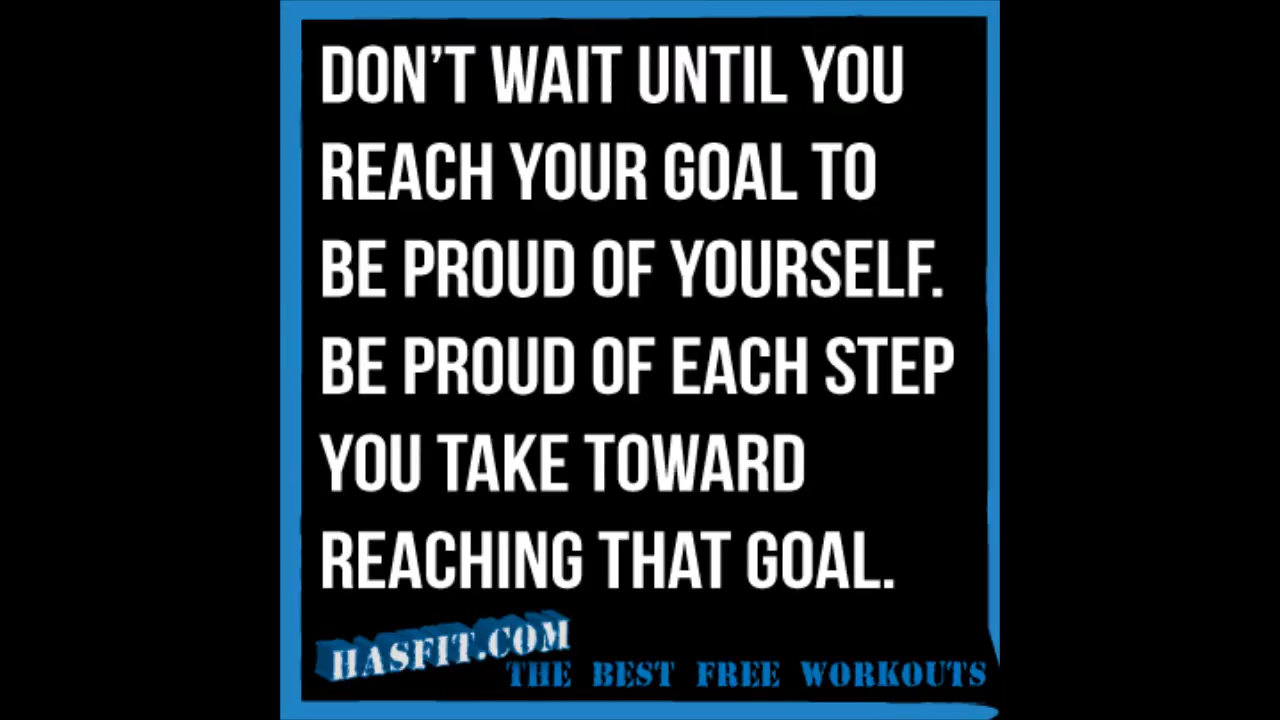 DON'T WAIT UNTIL YOU
REACH YOUR GOAL TO
BE PROUD OF YOURSELF.
BE PROUD OF EACH STEP
YOU TAKE TOWARD
REACHING THAT GOAL.
HASFIT.COM
THE BEST FREE WORKOUTS